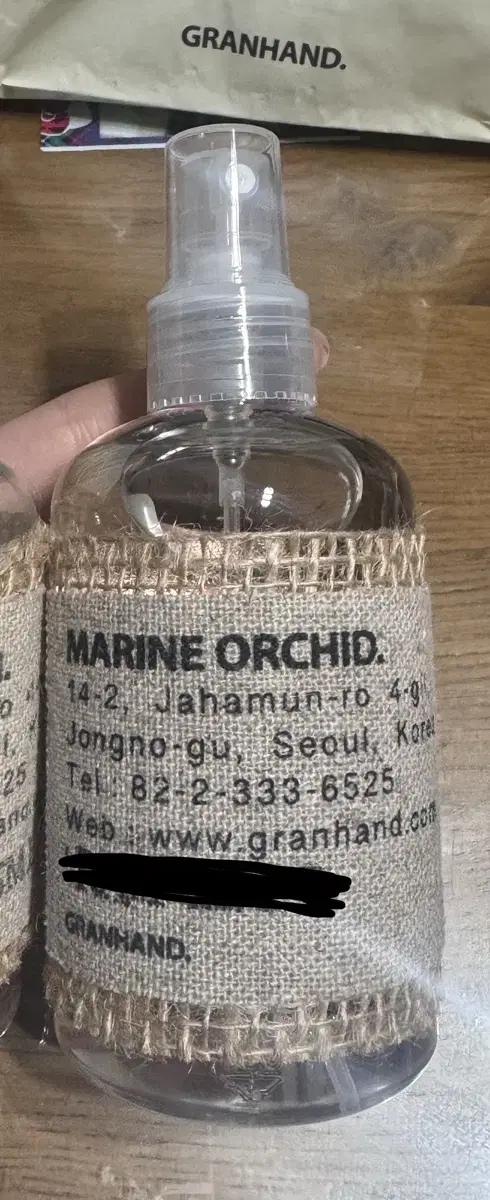 GRANHAND.
MARINE ORCHID.
14-2, Jahamun-ro 4-gil
Jongno-gu, Seoul, Korea
Tel : 82-2-333-6525
Web : www.granhand.com
GRANHAND.
25